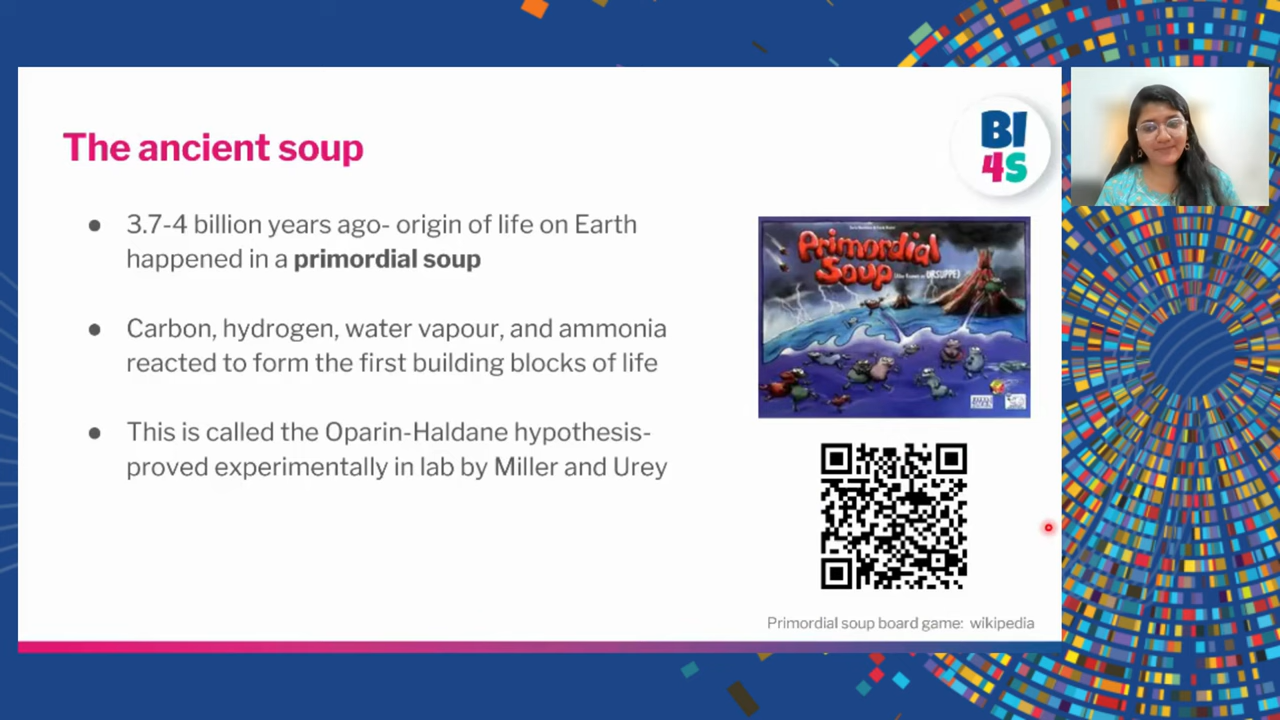 The ancient soup
BI
4S
● 3.7-4 billion years ago- origin of life on Earth
happened in a primordial soup
● Carbon, hydrogen, water vapour, and ammonia
reacted to form the first building blocks of life
● This is called the Oparin-Haldane hypothesis-
proved experimentally in lab by Miller and Urey
Primordial
Soup
URSUPPE)
Primordial soup board game: wikipedia